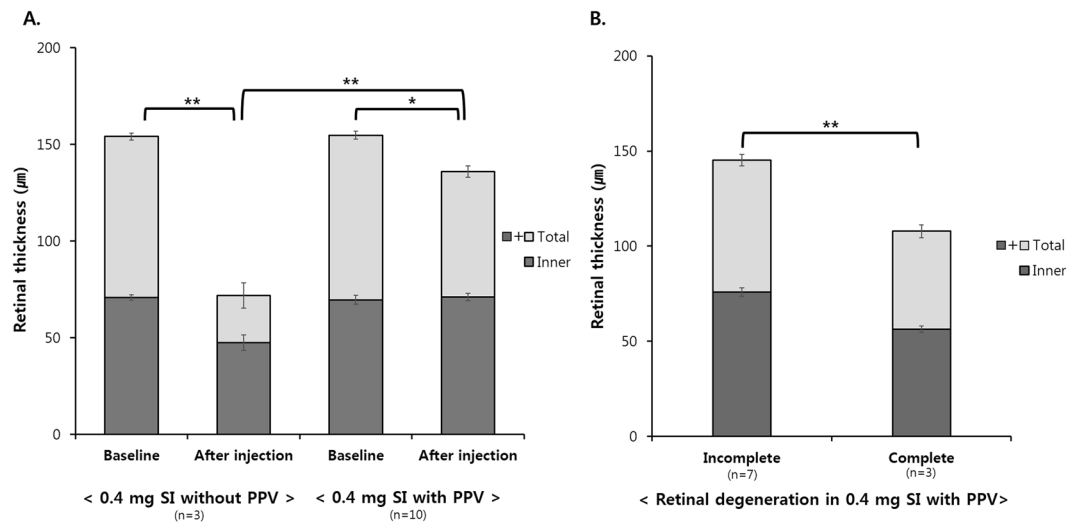 A.
Retinal thickness (㎛)
200
150
100
50
0
**
**
*
+ Total
Inner
Baseline After injection Baseline After injection
< 0.4 mg SI without PPV > < 0.4 mg SI with PPV >
(n=3) (n=10)
B.
Retinal thickness (㎛)
200
150
100
50
0
**
+ Total
Inner
Incomplete Complete
(n=7) (n=3)
< Retinal degeneration in 0.4 mg SI with PPV>